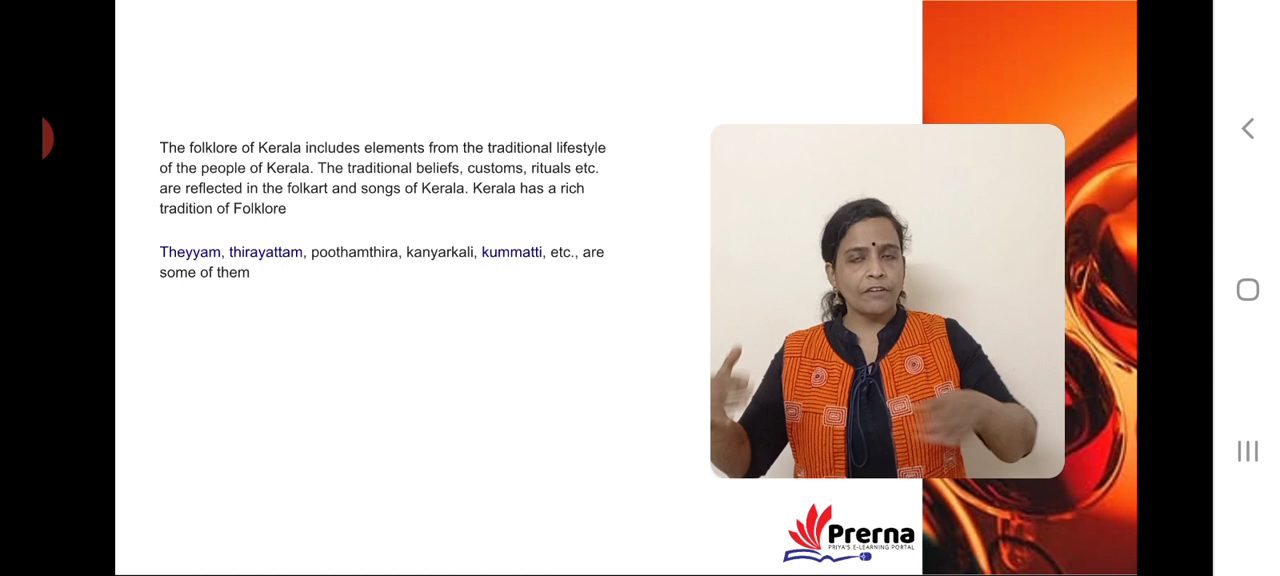 The folklore of Kerala includes elements from the traditional lifestyle
of the people of Kerala. The traditional beliefs, customs, rituals etc.
are reflected in the folkart and songs of Kerala. Kerala has a rich
tradition of Folklore
Theyyam, thirayattam, poothamthira, kanyarkali, kummatti, etc., are
some of them
Prerna
PRIYA'S E-LEARNING PORTAL